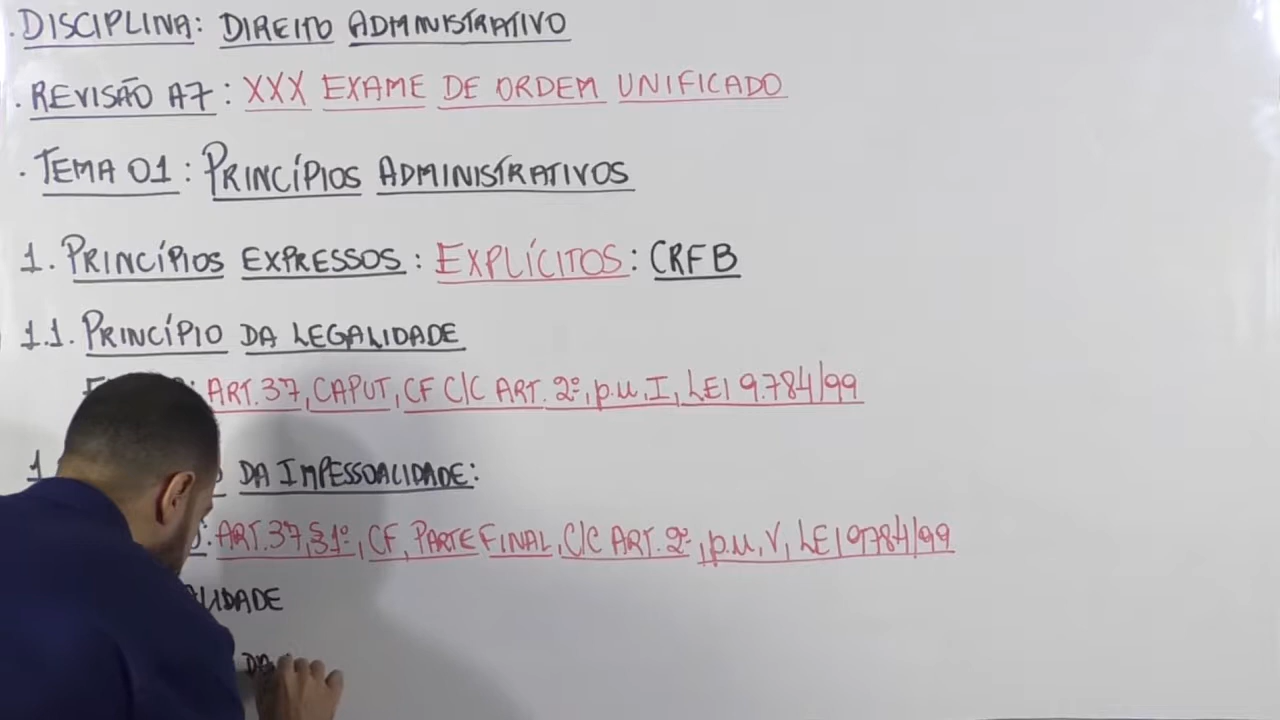 . DISCIPLINA: DIREITO ADMINISTRATIVO
. REVISÃO A7: XXX EXAME DE ORDEM UNIFICADO
. TEMA 01: PRINCÍPIOS ADMINISTRATIVOS
1. PRINCÍPIOS EXPRESSOS: EXPLÍCITOS: CRFB
1.1. PRINCÍPIO DA LEGALIDADE
ART. 37, CAPUT, CF C/C ART. 2º, p.u, I, LEI 9.784/99
1 DA IMPESSOALIDADE:
ART. 37, §1º, CF, PARTE FINAL, C/C ART. 2º, p.u, V, LEI 9784/99